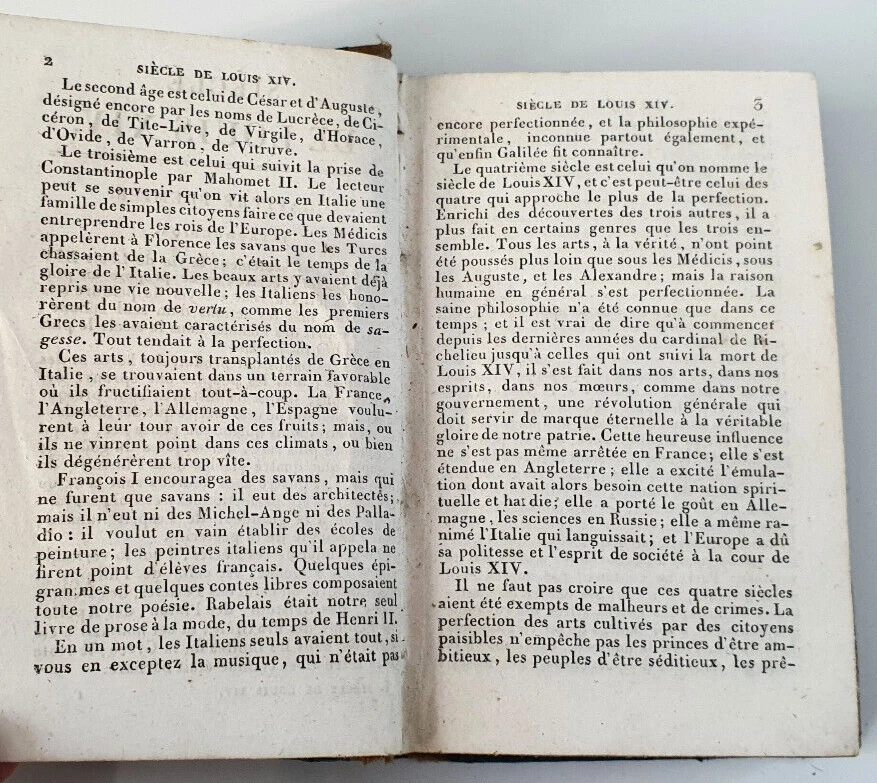 2
SIÈCLE DE LOUIS XIV.
Le second âge est celui de César et d'Auguste,
désigné encore par les noms de Lucrèce, de Ci-
céron, de Tite-Live, de Virgile, d'Horace,
d'Ovide, de Varron, de Vitruve.
Le troisième est celui qui suivit la prise de
Constantinople par Mahomet II. Le lecteur
peut se souvenir qu'on vit alors en Italie une
famille de simples citoyens faire ce que devaient
entreprendre les rois de l'Europe. Les Médicis
appelèrent à Florence les savans que les Turcs
chassaient de la Grèce; c'était le temps de la
gloire de l'Italie. Les beaux arts y avaient déjà
repris une vie nouvelle; les Italiens les hono-
rèrent du nom de vertu, comme les premiers
Grecs les avaient caractérisés du nom de sa-
gesse. Tout tendait à la perfection.
Ces arts, toujours transplantés de Grèce en
Italie, se trouvaient dans un terrain favorable
où ils fructifiaient tout-à-coup. La France,
l'Angleterre, l'Allemagne, l'Espagne voulu-
rent à leur tour avoir de ces fruits; mais, ou
ils ne vinrent point dans ces climats, ou bien
ils dégénérèrent trop vîte.
François I encouragea des savans, mais qui
ne furent que savans : il eut des architectes;
mais il n'eut ni des Michel-Ange ni des Palla-
dio : il voulut en vain établir des écoles de
peinture; les peintres italiens qu'il appela ne
firent point d'élèves français. Quelques épi-
grammes et quelques contes libres composaient
toute notre poésie. Rabelais était notre seul
livre de prose à la mode, du temps de Henri II.
En un mot, les Italiens seuls avaient tout, si
vous en exceptez la musique, qui n'était pas
SIÈCLE DE LOUIS XIV. 3
encore perfectionnée, et la philosophie expé-
rimentale, inconnue partout également, et
qu'enfin Galilée fit connaître.
Le quatrième siècle est celui qu'on nomme le
siècle de Louis XIV, et c'est peut-être celui des
quatre qui approche le plus de la perfection.
Enrichi des découvertes des trois autres, il a
plus fait en certains genres que les trois en-
semble. Tous les arts, à la vérité, n'ont point
été poussés plus loin que sous les Médicis, sous
les Auguste, et les Alexandre; mais la raison
humaine en général s'est perfectionnée. La
saine philosophie n'a été connue que dans ce
temps; et il est vrai de dire qu'à commencer
depuis les dernières années du cardinal de Ri-
chelieu jusqu'à celles qui ont suivi la mort de
Louis XIV, il s'est fait dans nos arts, dans nos
esprits, dans nos mœurs, comme dans notre
gouvernement, une révolution générale qui
doit servir de marque éternelle à la véritable
gloire de notre patrie. Cette heureuse influence
ne s'est pas même arrêtée en France; elle s'est
étendue en Angleterre; elle a excité l'émula-
tion dont avait alors besoin cette nation spiri-
tuelle et hardie; elle a porté le goût en Alle-
magne, les sciences en Russie; elle a même ra-
nimé l'Italie qui languissait; et l'Europe a dû
sa politesse et l'esprit de société à la cour de
Louis XIV.
Il ne faut pas croire que ces quatre siècles
aient été exempts de malheurs et de crimes. La
perfection des arts cultivés par des citoyens
paisibles n'empêche pas les princes d'être am-
bitieux, les peuples d'être séditieux, les prê-